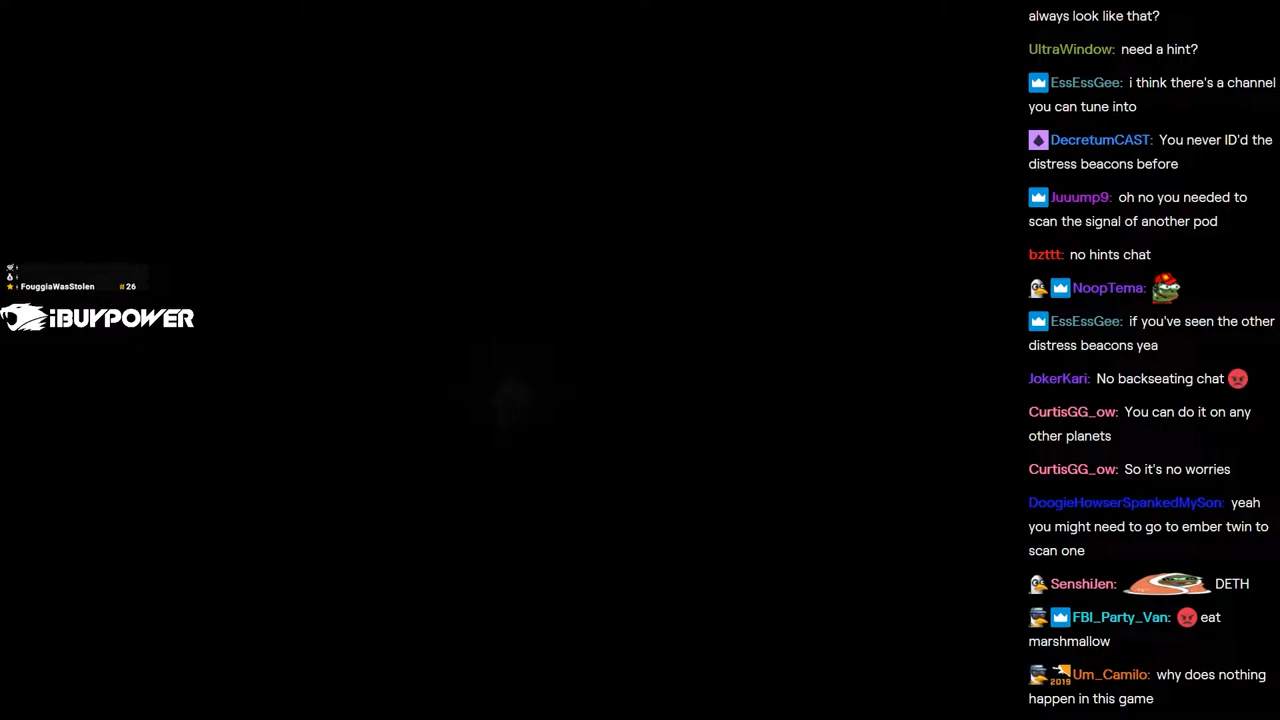 FouggiaWasStolen #26
iBUYPOWER
always look like that?
UltraWindow: need a hint?
EssEssGee: i think there's a channel
you can tune into
DecretumCAST: You never ID'd the
distress beacons before
Juuump9: oh no you needed to
scan the signal of another pod
bzttt: no hints chat
NoopTema:
EssEssGee: if you've seen the other
distress beacons yea
JokerKari: No backseating chat
CurtisGG_ow: You can do it on any
other planets
CurtisGG_ow: So it's no worries
DoogieHowserSpankedMySon: yeah
you might need to go to ember twin to
scan one
SenshiJen: DETH
FBI_Party_Van: eat
marshmallow
2019 Um_Camilo: why does nothing
happen in this game